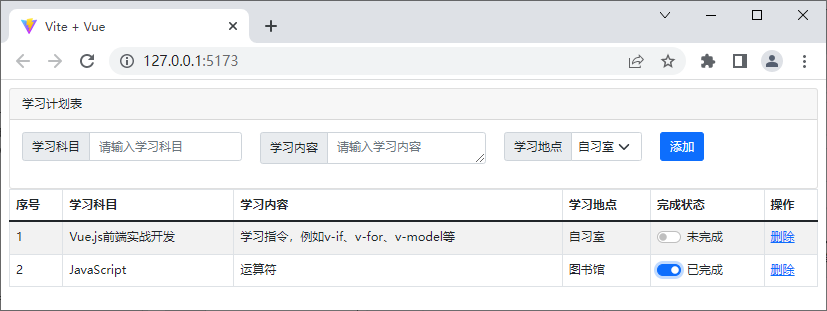 Vite + Vue
127.0.0.1:5173
学习计划表
学习科目 请输入学习科目 学习内容 请输入学习内容 学习地点 自习室 添加
序号 学习科目 学习内容 学习地点 完成状态 操作
1 Vue.js前端实战开发 学习指令，例如v-if、v-for、v-model等 自习室 未完成 删除
2 JavaScript 运算符 图书馆 已完成 删除